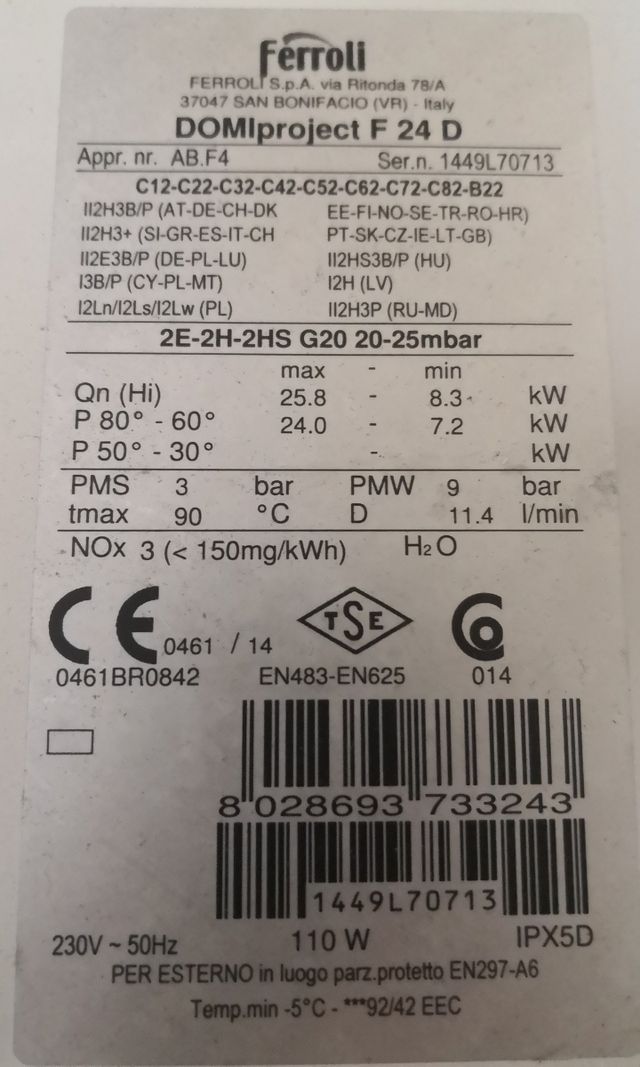 Ferroli
FERROLI S.p.A. via Ritonda 78/A
37047 SAN BONIFACIO (VR) - Italy
DOMIproject F 24 D
Appr. nr. AB.F4 Ser.n. 1449L70713
C12-C22-C32-C42-C52-C62-C72-C82-B22
II2H3B/P (AT-DE-CH-DK EE-FI-NO-SE-TR-RO-HR)
II2H3+ (SI-GR-ES-IT-CH PT-SK-CZ-IE-LT-GB)
II2E3B/P (DE-PL-LU) II2HS3B/P (HU)
I3B/P (CY-PL-MT) I2H (LV)
I2Ln/I2Ls/I2Lw (PL) II2H3P (RU-MD)
2E-2H-2HS G20 20-25mbar
max - min
Qn (Hi) 25.8 - 8.3 kW
P 80° - 60° 24.0 - 7.2 kW
P 50° - 30° - kW
PMS 3 bar PMW 9 bar
tmax 90 °C D 11.4 l/min
NOx 3 (< 150mg/kWh) H2O
CE 0461 / 14 TSE
0461BR0842 EN483-EN625 014
8 028693 733243
1449L70713
230V ~ 50Hz 110 W IPX5D
PER ESTERNO in luogo parz.protetto EN297-A6
Temp.min -5°C - ***92/42 EEC